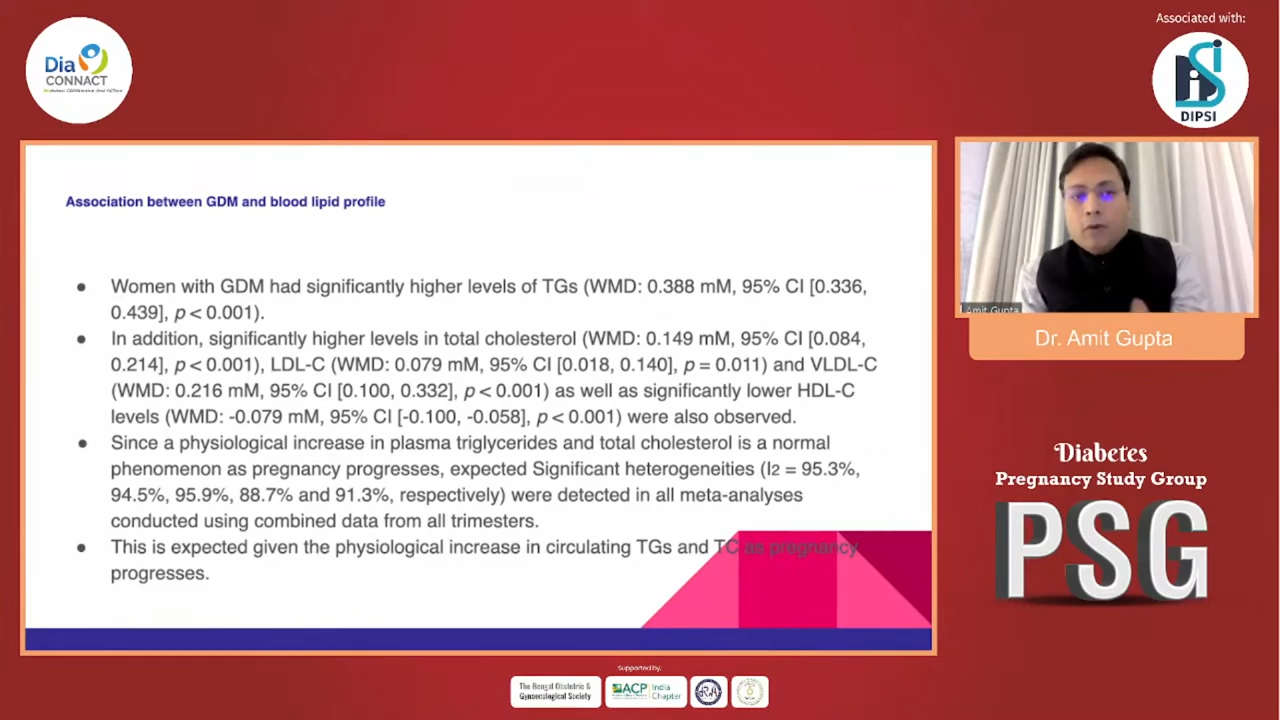 Associated with:
Dia
CONNACT
DiS
DIPSI
Association between GDM and blood lipid profile
● Women with GDM had significantly higher levels of TGs (WMD: 0.388 mM, 95% CI [0.336,
0.439], p < 0.001).
● In addition, significantly higher levels in total cholesterol (WMD: 0.149 mM, 95% CI [0.084,
0.214], p < 0.001), LDL-C (WMD: 0.079 mM, 95% CI [0.018, 0.140], p = 0.011) and VLDL-C
(WMD: 0.216 mM, 95% CI [0.100, 0.332], p < 0.001) as well as significantly lower HDL-C
levels (WMD: -0.079 mM, 95% CI [-0.100, -0.058], p < 0.001) were also observed.
● Since a physiological increase in plasma triglycerides and total cholesterol is a normal
phenomenon as pregnancy progresses, expected Significant heterogeneities (I2 = 95.3%,
94.5%, 95.9%, 88.7% and 91.3%, respectively) were detected in all meta-analyses
conducted using combined data from all trimesters.
● This is expected given the physiological increase in circulating TGs and TC as pregnancy
progresses.
Amit Gupta
Dr. Amit Gupta
Diabetes
Pregnancy Study Group
PSG
Supported by:
The Bengal Obstetric &
Gynaecological Society
ACP
India
Chapter